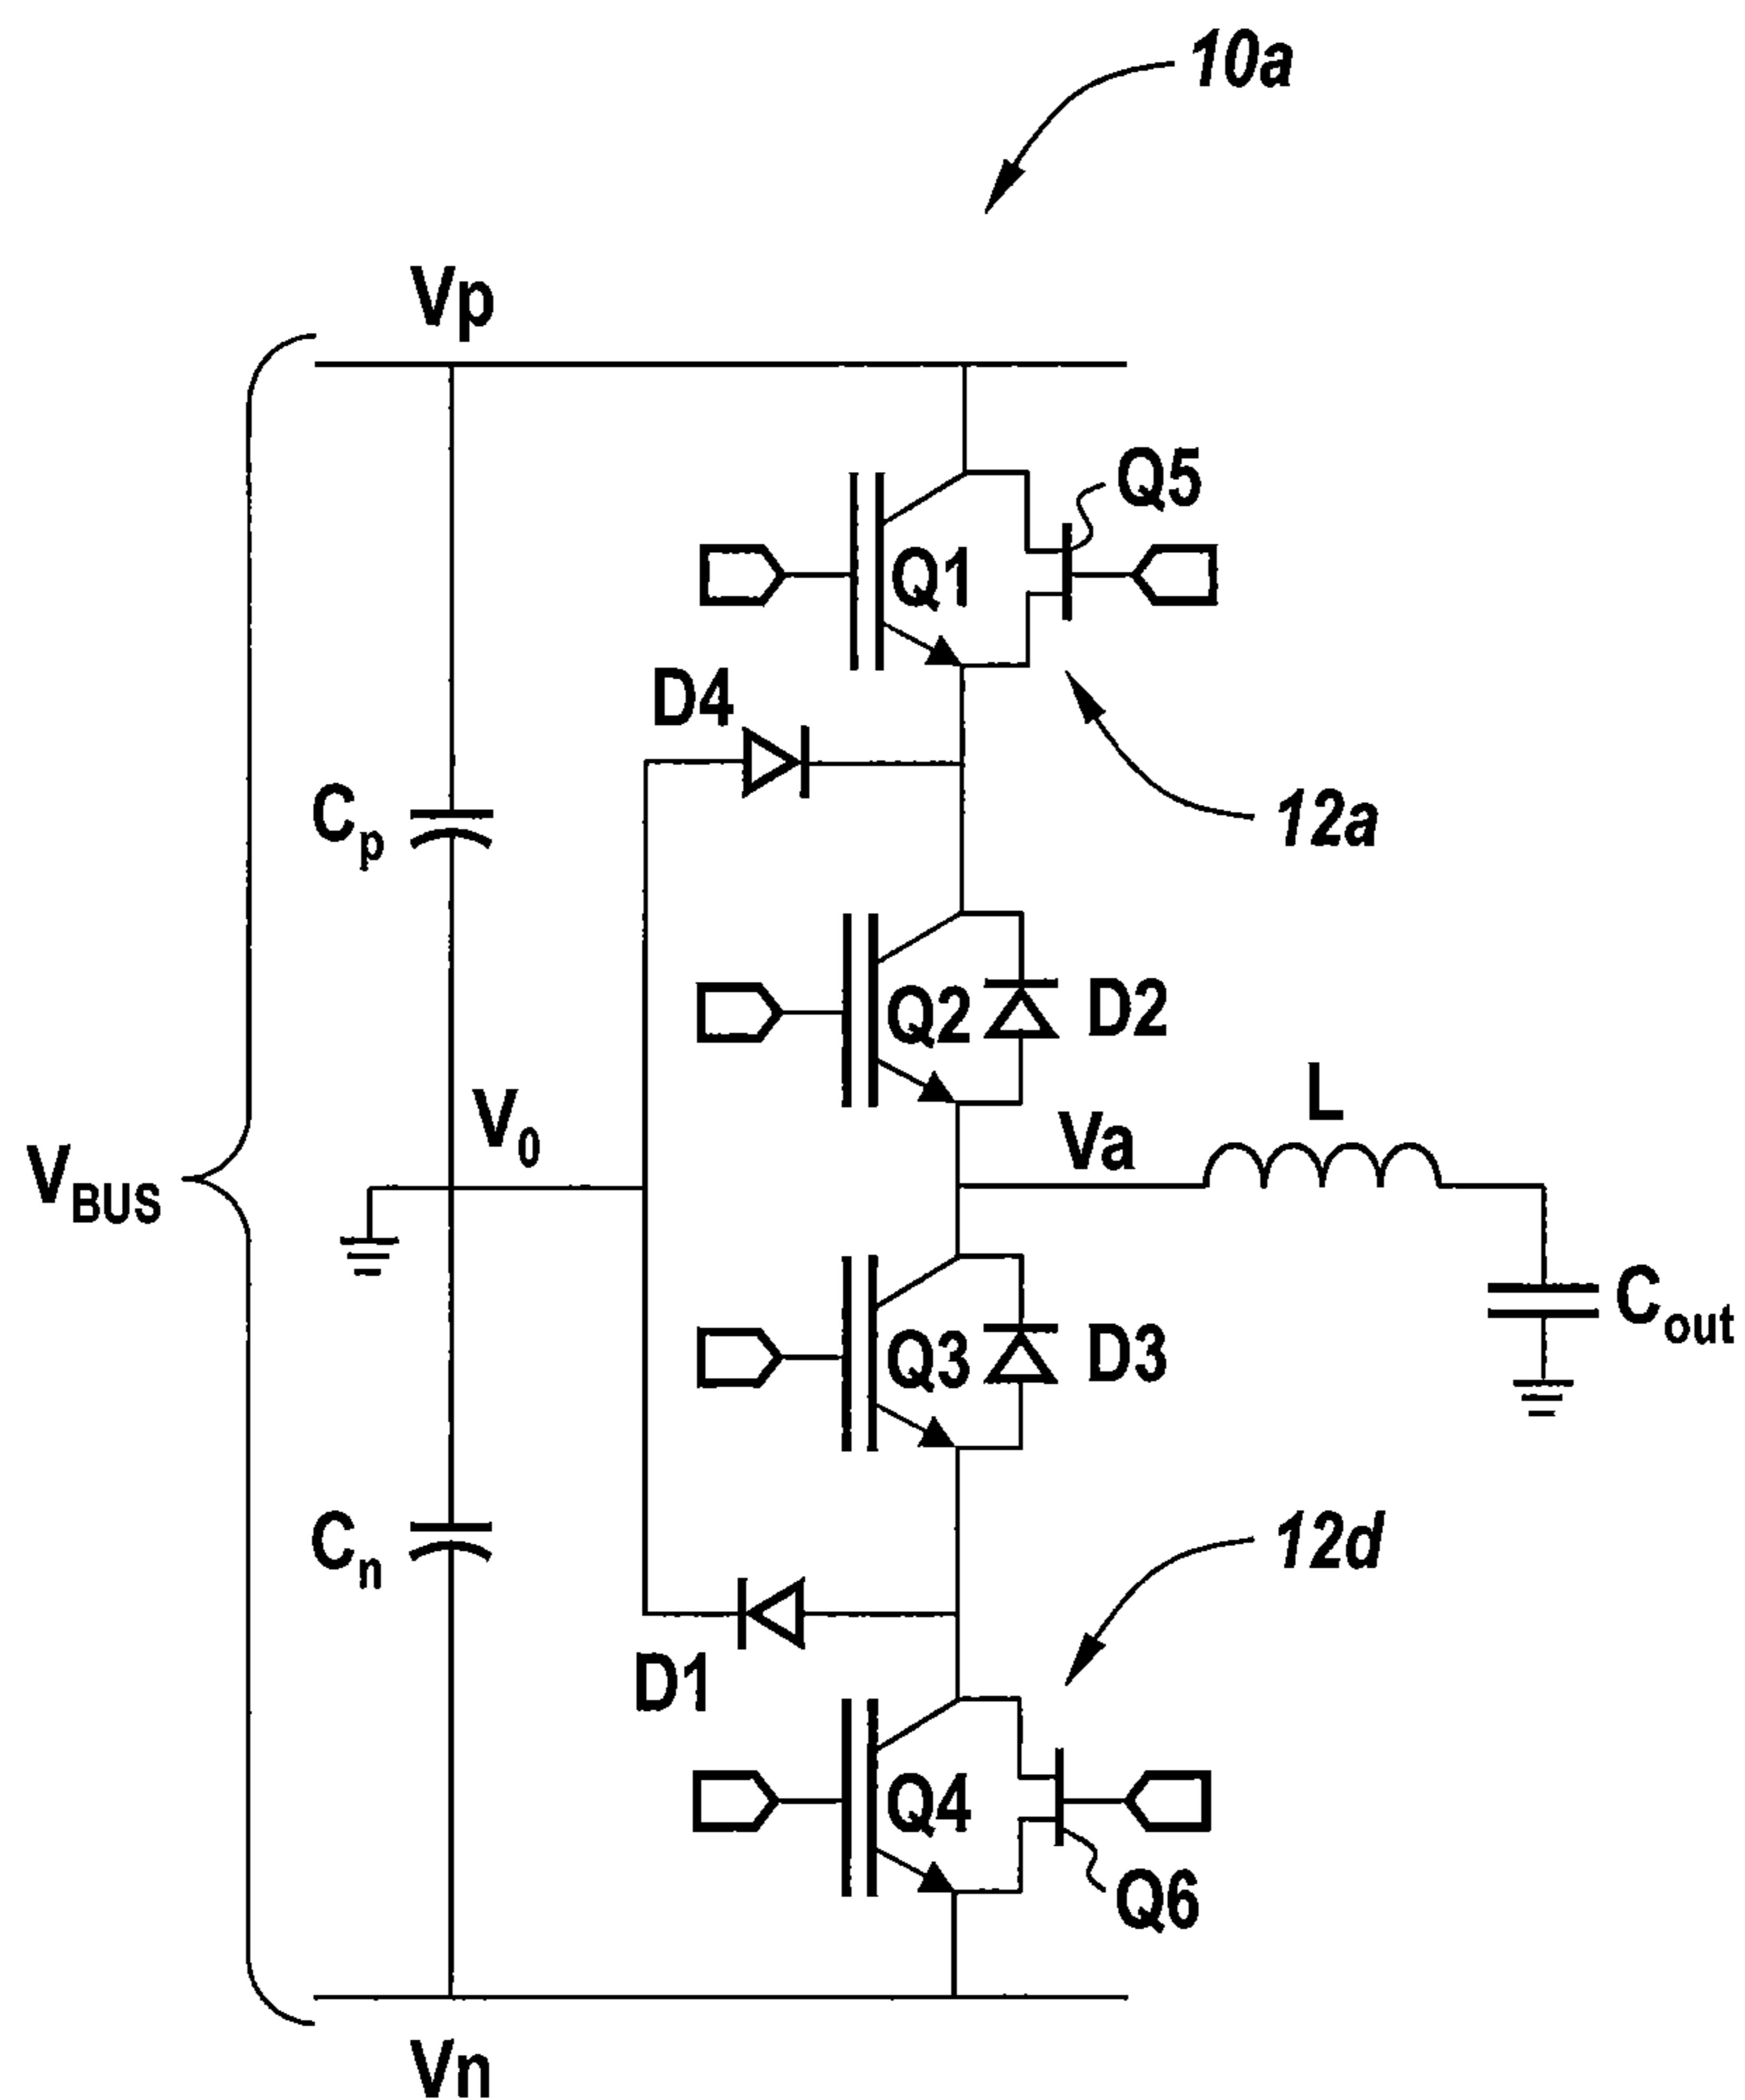 10a
Vp
Q5
Q1
D4
Cp
12a
Q2
D2
V0
Va
L
VBUS
Q3
D3
Cout
Cn
12d
D1
Q4
Q6
Vn